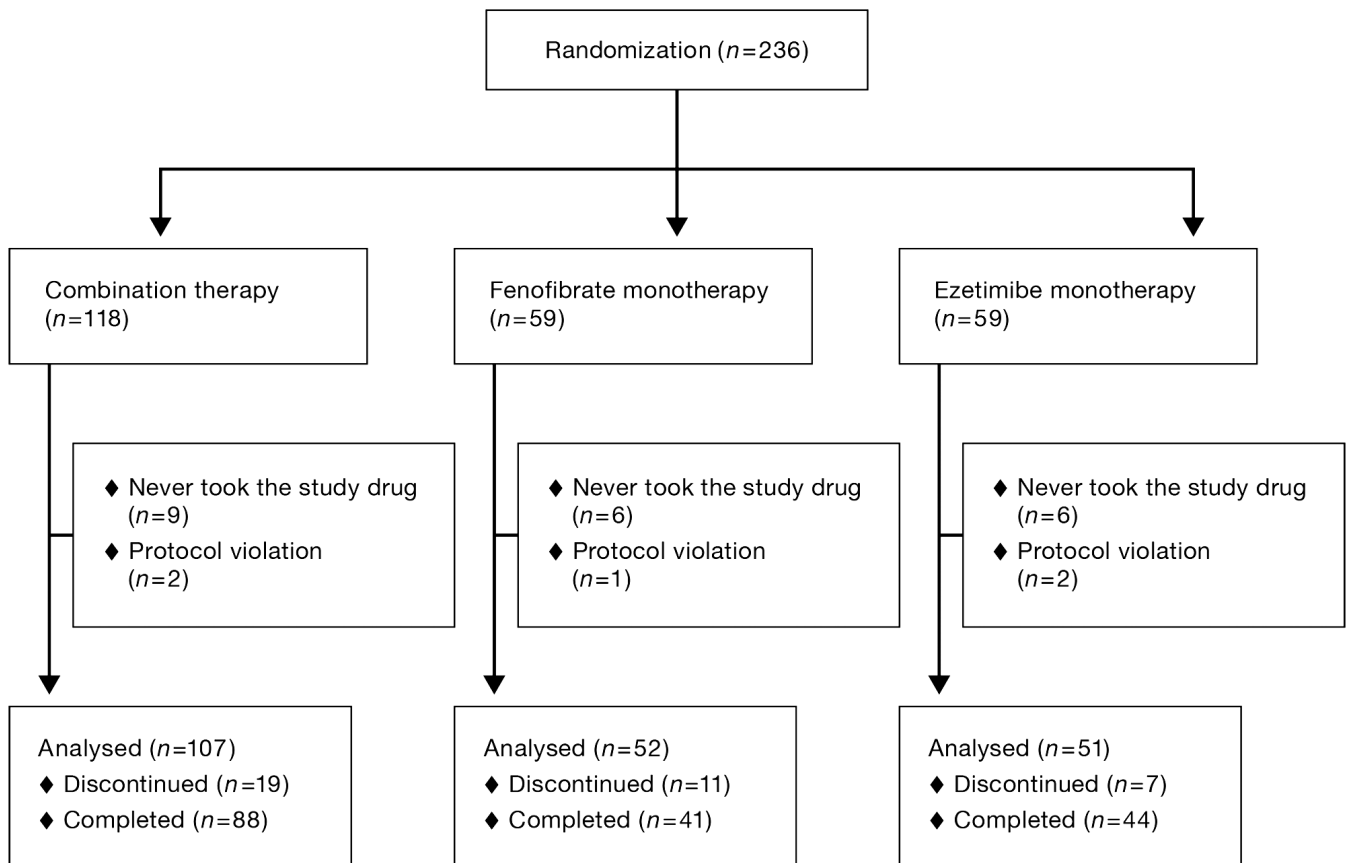 Randomization (n=236)
Combination therapy
(n=118)
Fenofibrate monotherapy
(n=59)
Ezetimibe monotherapy
(n=59)
♦ Never took the study drug
(n=9)
♦ Protocol violation
(n=2)
♦ Never took the study drug
(n=6)
♦ Protocol violation
(n=1)
♦ Never took the study drug
(n=6)
♦ Protocol violation
(n=2)
Analysed (n=107)
♦ Discontinued (n=19)
♦ Completed (n=88)
Analysed (n=52)
♦ Discontinued (n=11)
♦ Completed (n=41)
Analysed (n=51)
♦ Discontinued (n=7)
♦ Completed (n=44)